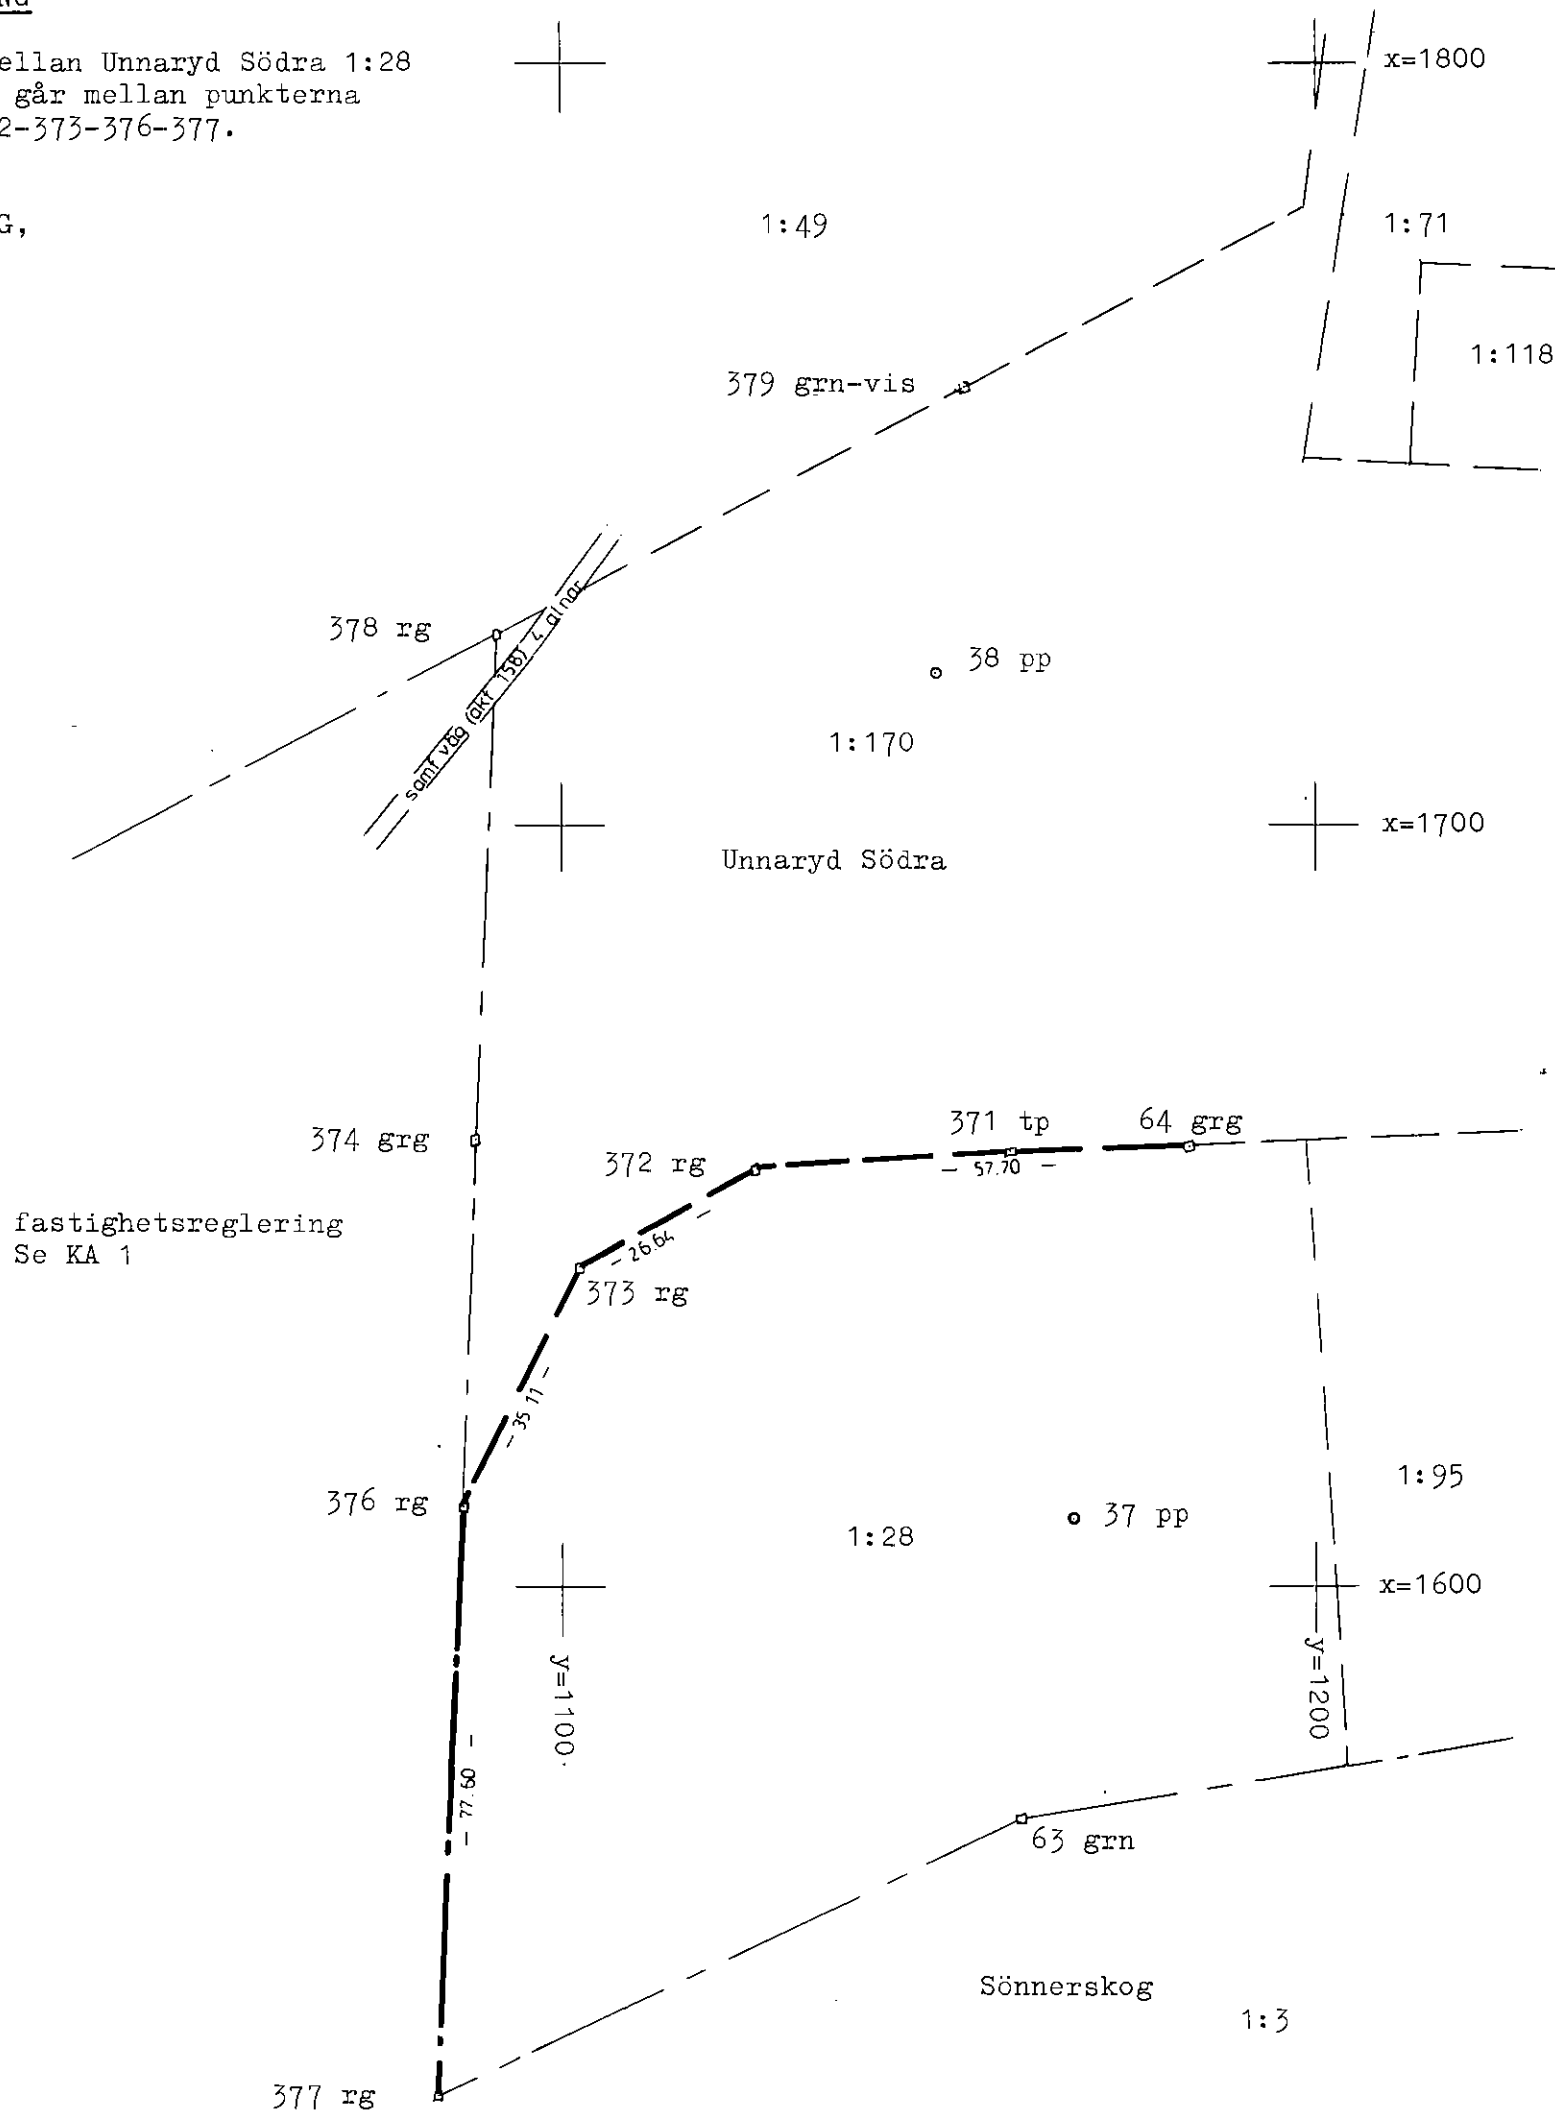 ellan Unnaryd Södra 1:28
går mellan punkterna
2-373-376-377.
G,
x=1800
1:49
1:71
1:118
379 grn-vis
378 rg
samf väg (akt 158) 4 alnar
38 pp
1:170
x=1700
Unnaryd Södra
374 grg
372 rg
371 tp
64 grg
57.70
26.64
373 rg
fastighetsreglering
Se KA 1
35 11
376 rg
1:28
37 pp
1:95
x=1600
y=1100
y=1200
77.60
63 grn
Sönnerskog
1:3
377 rg